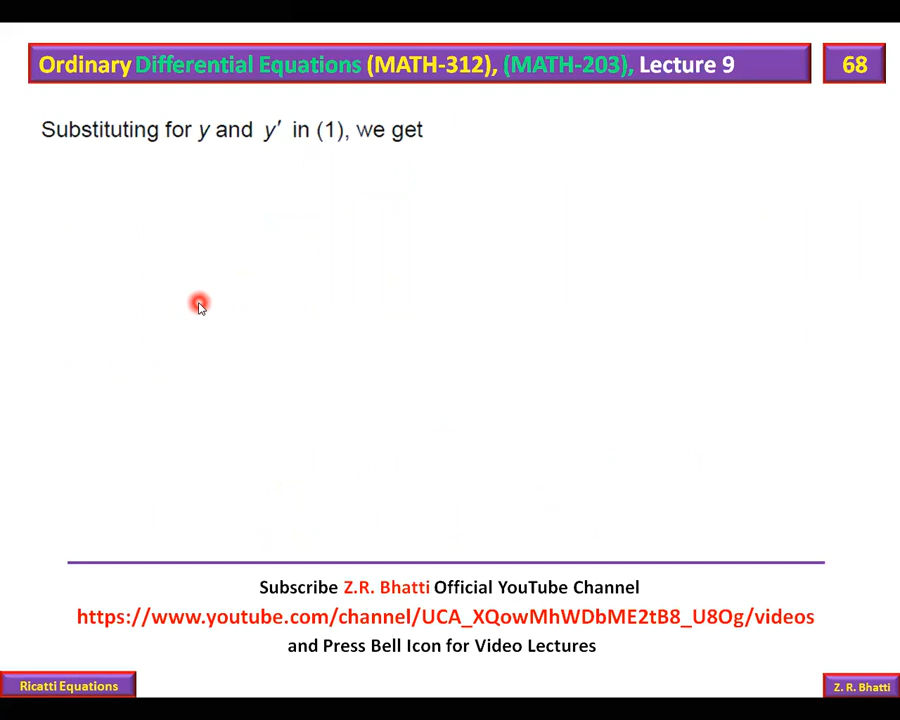 Ordinary Differential Equations (MATH-312), (MATH-203), Lecture 9
68
Substituting for y and y′ in (1), we get
Subscribe Z.R. Bhatti Official YouTube Channel
https://www.youtube.com/channel/UCA_XQowMhWDbME2tB8_U8Og/videos
and Press Bell Icon for Video Lectures
Ricatti Equations
Z. R. Bhatti